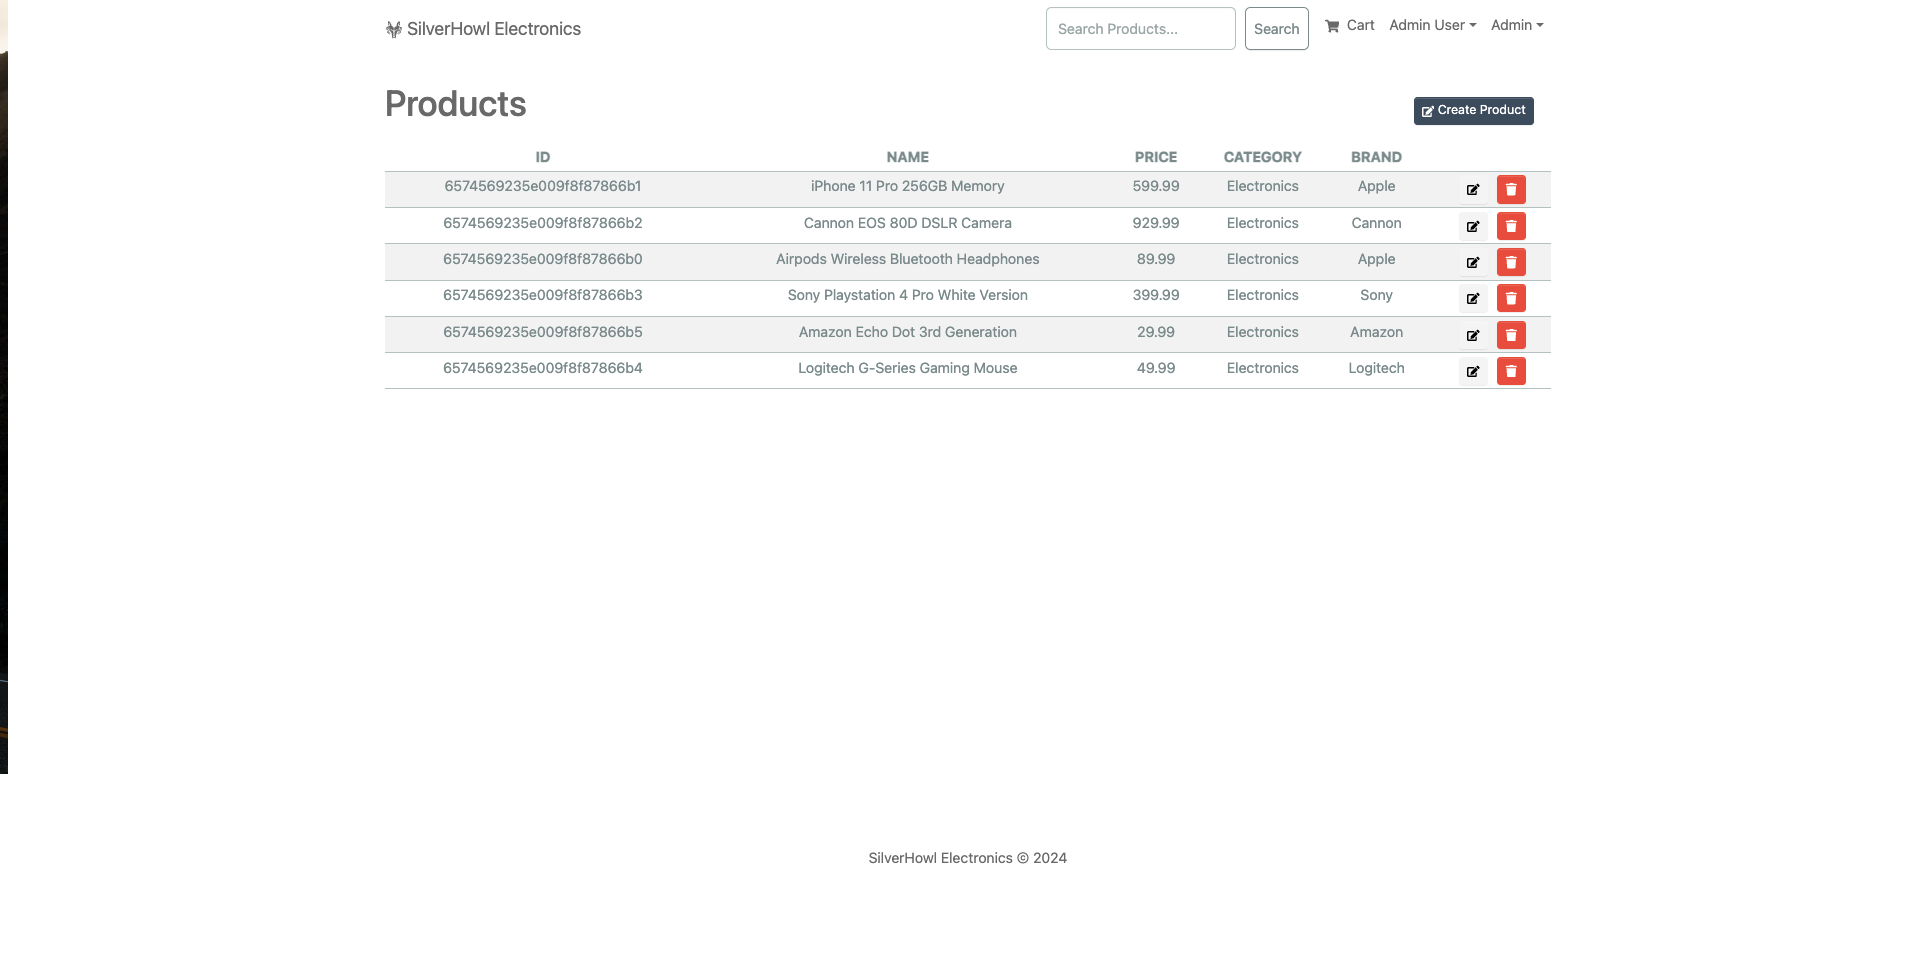 SilverHowl Electronics Search Products... Search Cart Admin User Admin
Products Create Product
ID NAME PRICE CATEGORY BRAND
6574569235e009f8f87866b1 iPhone 11 Pro 256GB Memory 599.99 Electronics Apple
6574569235e009f8f87866b2 Cannon EOS 80D DSLR Camera 929.99 Electronics Cannon
6574569235e009f8f87866b0 Airpods Wireless Bluetooth Headphones 89.99 Electronics Apple
6574569235e009f8f87866b3 Sony Playstation 4 Pro White Version 399.99 Electronics Sony
6574569235e009f8f87866b5 Amazon Echo Dot 3rd Generation 29.99 Electronics Amazon
6574569235e009f8f87866b4 Logitech G-Series Gaming Mouse 49.99 Electronics Logitech
SilverHowl Electronics © 2024